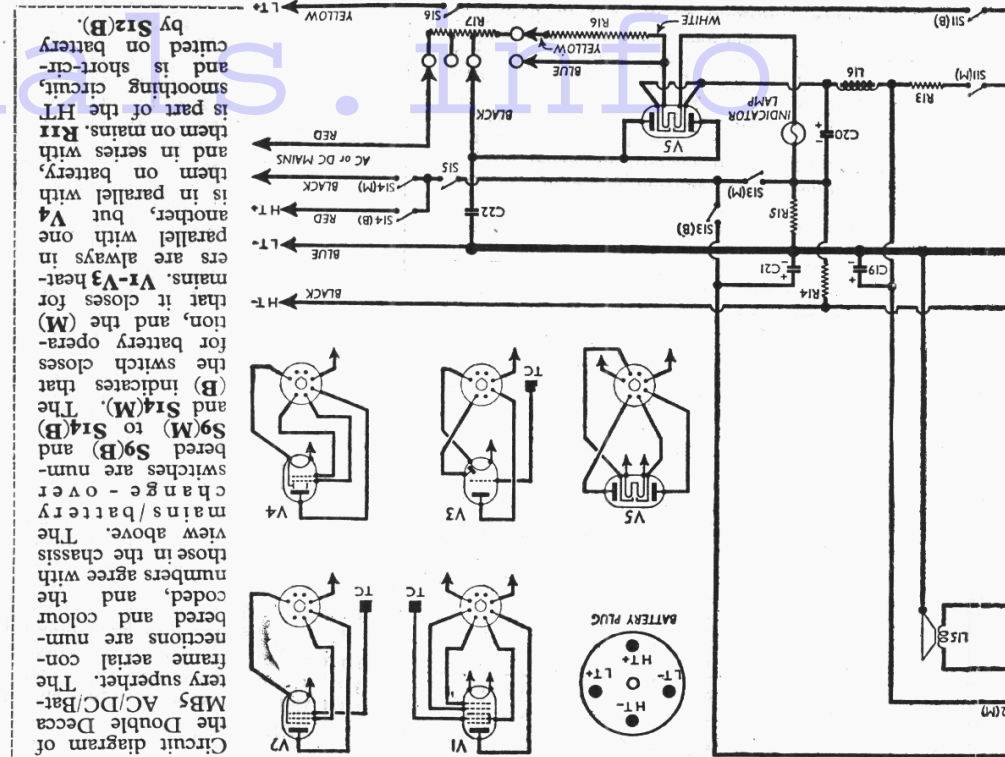 Circuit diagram of
the Double Decca
MB5 AC/DC/Bat-
tery superhet. The
frame aerial con-
nections are num-
bered and colour
coded, and the
numbers agree with
those in the chassis
view above. The
mains/battery
change-over
switches are num-
bered S9(B) and
S9(M) to S14(B)
and S14(M). The
(B) indicates that
the switch closes
for battery opera-
tion, and the (M)
that it closes for
mains. V1-V3 heat-
ers are always in
parallel with one
another, but V4
is in parallel with
them on battery,
and in series with
them on mains. R11
is part of the HT
smoothing circuit,
and is short-cir-
cuited on battery
by S12(B).
2(M)
L15
HT-
LT-
LT+
HT+
BATTERY PLUG
V1
TC
V2
TC
V5
V3
TC
V4
R14
BLACK
HT-
C19
+
-
C21
+
-
BLUE
LT-
S13(B)
R15
C22
S14(B)
RED
HT+
S13(M)
S15
S14(M)
BLACK
AC or DC MAINS
RED
C20
-
+
INDICATOR
LAMP
V5
BLACK
S11(M)
R13
L16
BLUE
YELLOW
WHITE
R16
R17
S11(B)
S16
YELLOW
LT+
als.info